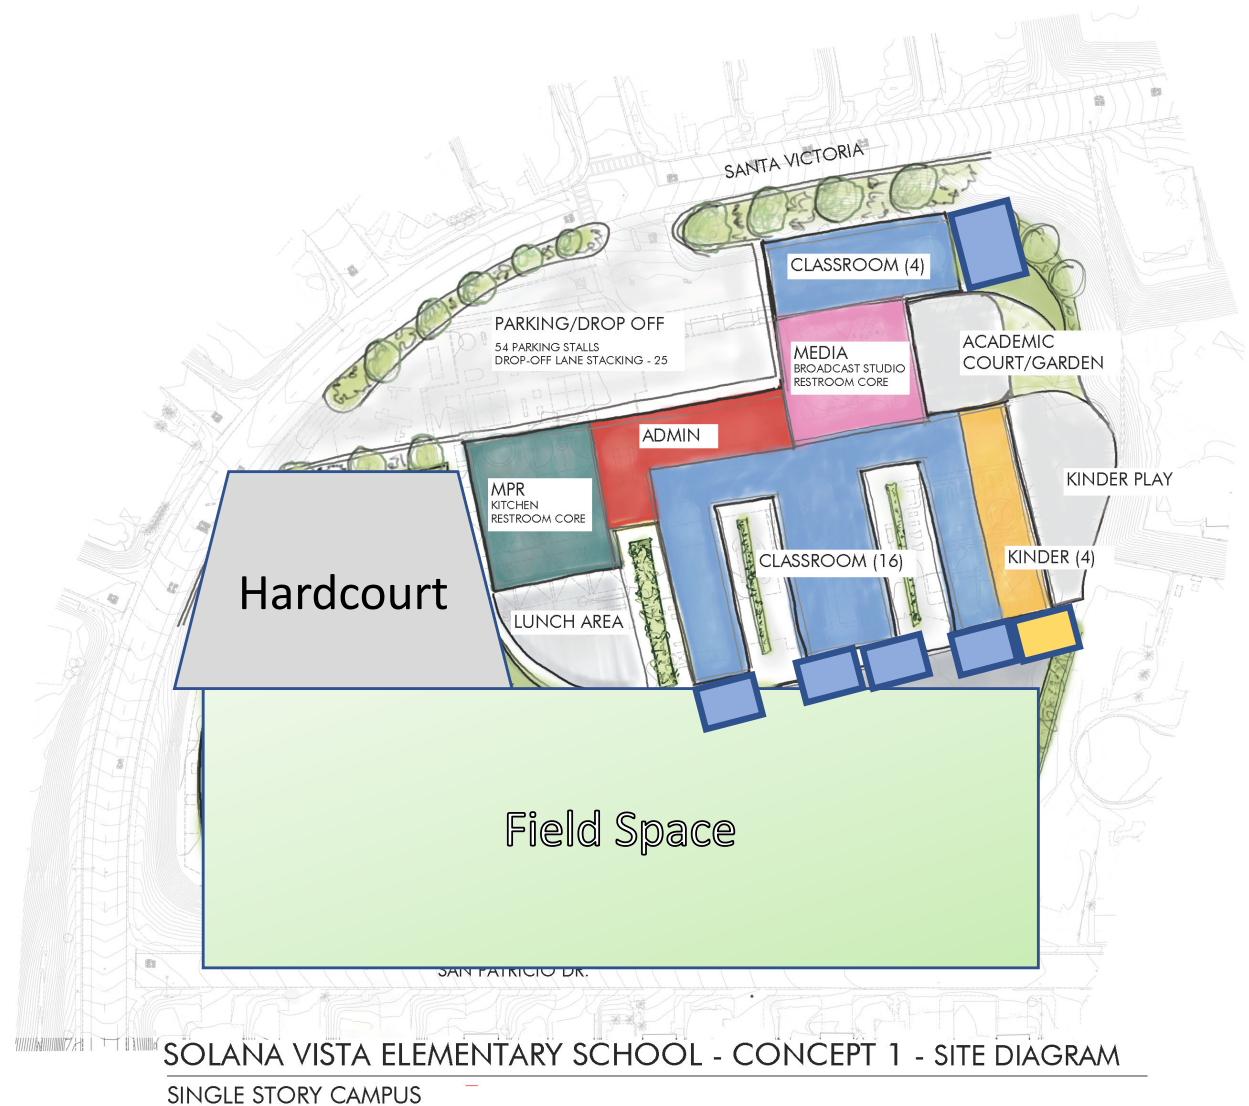 SANTA VICTORIA
CLASSROOM (4)
PARKING/DROP OFF
54 PARKING STALLS
DROP-OFF LANE STACKING - 25
MEDIA
BROADCAST STUDIO
RESTROOM CORE
ACADEMIC
COURT/GARDEN
ADMIN
MPR
KITCHEN
RESTROOM CORE
KINDER PLAY
CLASSROOM (16)
KINDER (4)
Hardcourt
LUNCH AREA
Field Space
SAN PATRICIO DR.
SOLANA VISTA ELEMENTARY SCHOOL - CONCEPT 1 - SITE DIAGRAM
SINGLE STORY CAMPUS